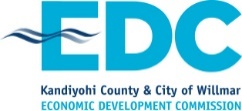 EDC
Kandiyohi County & City of Willmar
ECONOMIC DEVELOPMENT COMMISSION